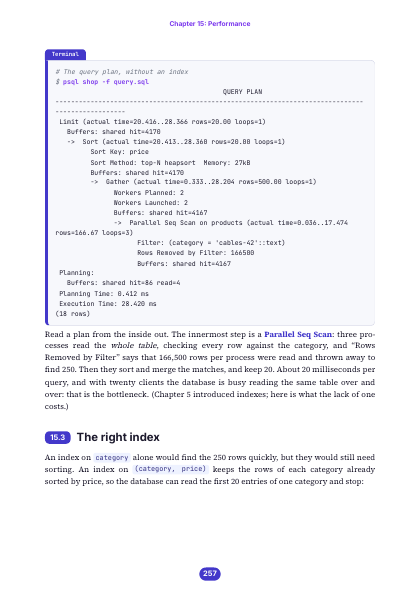 Chapter 15: Performance
Terminal
# The query plan, without an index
$ psql shop -f query.sql
QUERY PLAN
-------------------------------------------------------------------------------
------------------
Limit (actual time=20.416..28.366 rows=20.00 loops=1)
Buffers: shared hit=4170
-> Sort (actual time=20.413..28.360 rows=20.00 loops=1)
Sort Key: price
Sort Method: top-N heapsort Memory: 27kB
Buffers: shared hit=4170
-> Gather (actual time=0.333..28.204 rows=500.00 loops=1)
Workers Planned: 2
Workers Launched: 2
Buffers: shared hit=4167
-> Parallel Seq Scan on products (actual time=0.036..17.474
rows=166.67 loops=3)
Filter: (category = 'cables-42'::text)
Rows Removed by Filter: 166500
Buffers: shared hit=4167
Planning:
Buffers: shared hit=86 read=4
Planning Time: 0.412 ms
Execution Time: 28.420 ms
(18 rows)
Read a plan from the inside out. The innermost step is a Parallel Seq Scan: three pro-
cesses read the whole table, checking every row against the category, and “Rows
Removed by Filter” says that 166,500 rows per process were read and thrown away to
find 250. Then they sort and merge the matches, and keep 20. About 20 milliseconds per
query, and with twenty clients the database is busy reading the same table over and
over: that is the bottleneck. (Chapter 5 introduced indexes; here is what the lack of one
costs.)
15.3 The right index
An index on category alone would find the 250 rows quickly, but they would still need
sorting. An index on (category, price) keeps the rows of each category already
sorted by price, so the database can read the first 20 entries of one category and stop:
257